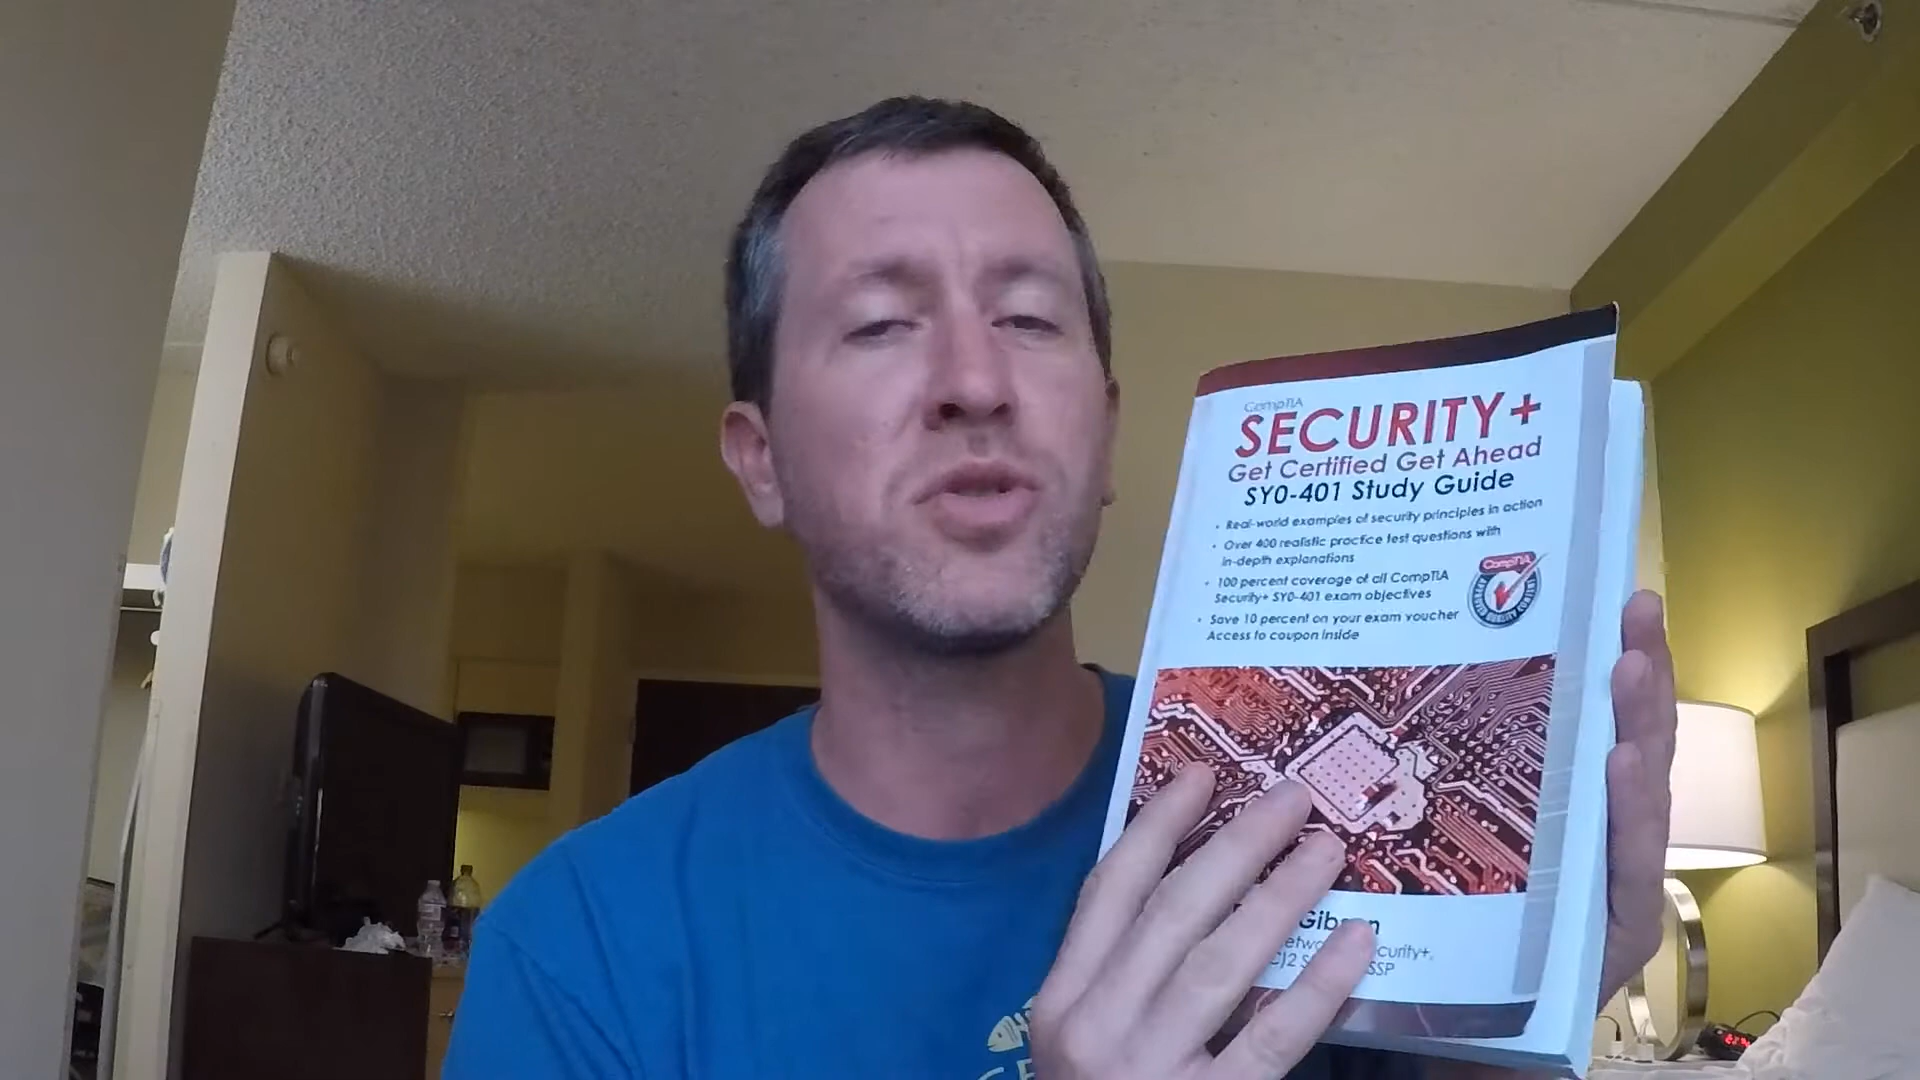 CompTIA
SECURITY+
Get Certified Get Ahead
SY0-401 Study Guide
• Real-world examples of security principles in action
• Over 400 realistic practice test questions with
in-depth explanations
• 100 percent coverage of all CompTIA
Security+ SY0-401 exam objectives
• Save 10 percent on your exam voucher
Access to coupon inside
CompTIA